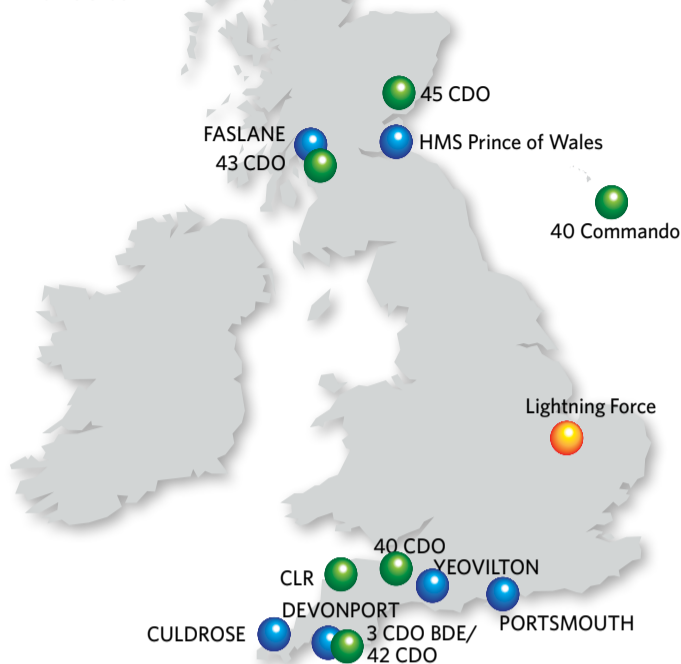 45 CDO
FASLANE
HMS Prince of Wales
43 CDO
40 Commando
Lightning Force
40 CDO
YEOVILTON
CLR
DEVONPORT
PORTSMOUTH
CULDROSE
3 CDO BDE/
42 CDO